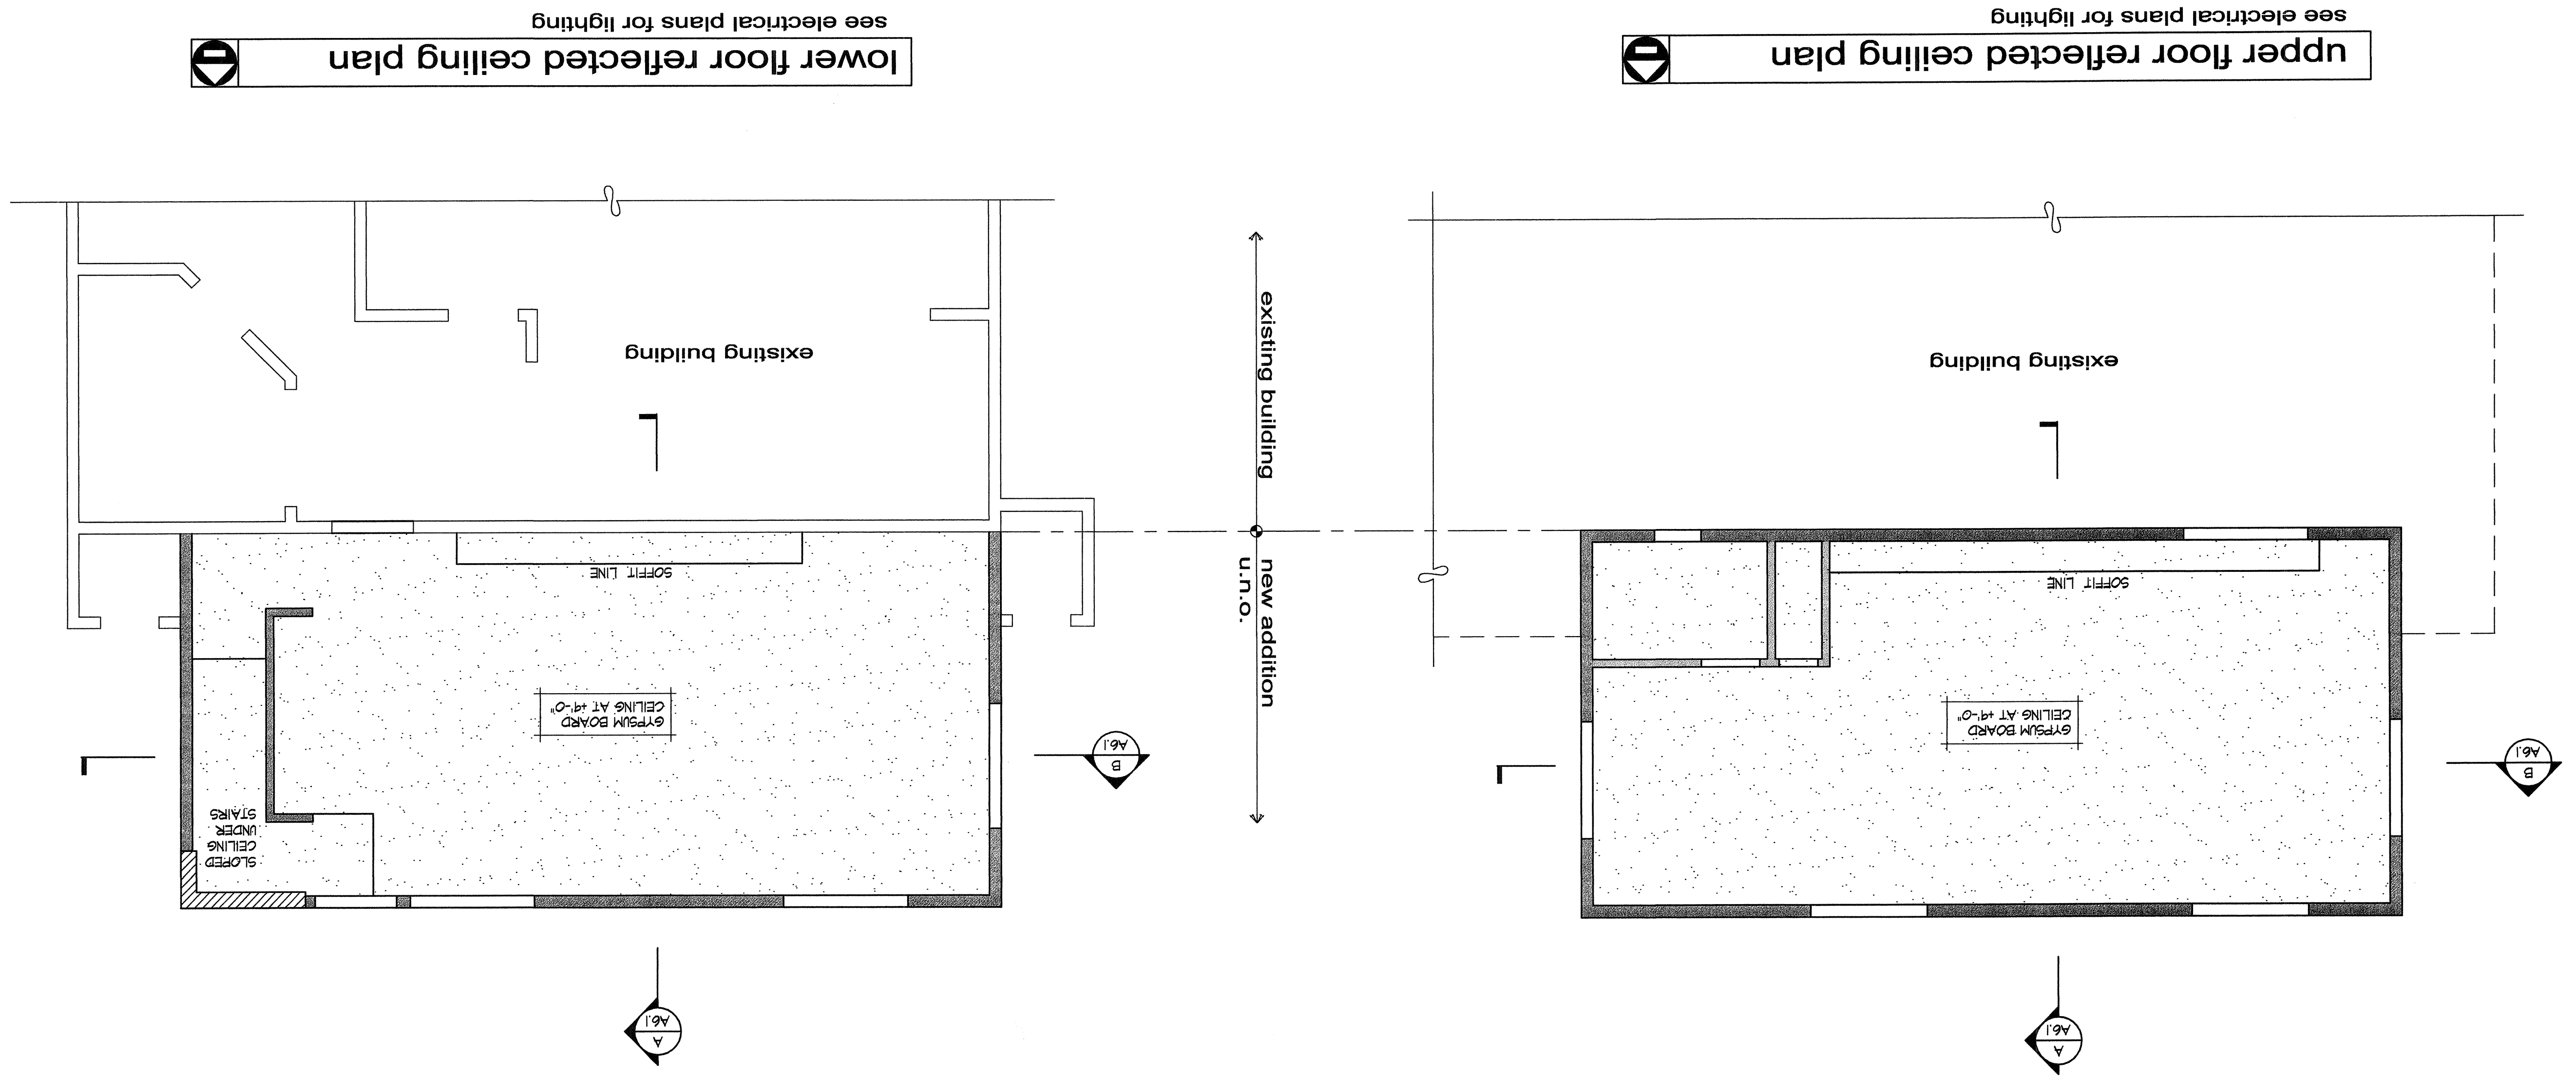 upper floor reflected ceiling plan
see electrical plans for lighting
lower floor reflected ceiling plan
see electrical plans for lighting
A
A6.1
A
A6.1
B
A6.1
B
A6.1
GYPSUM BOARD
CEILING AT +9'-0"
SOFFIT LINE
existing building
new addition
u.n.o.
existing building
SLOPED
CEILING
UNDER
STAIRS
GYPSUM BOARD
CEILING AT +9'-0"
SOFFIT LINE
existing building